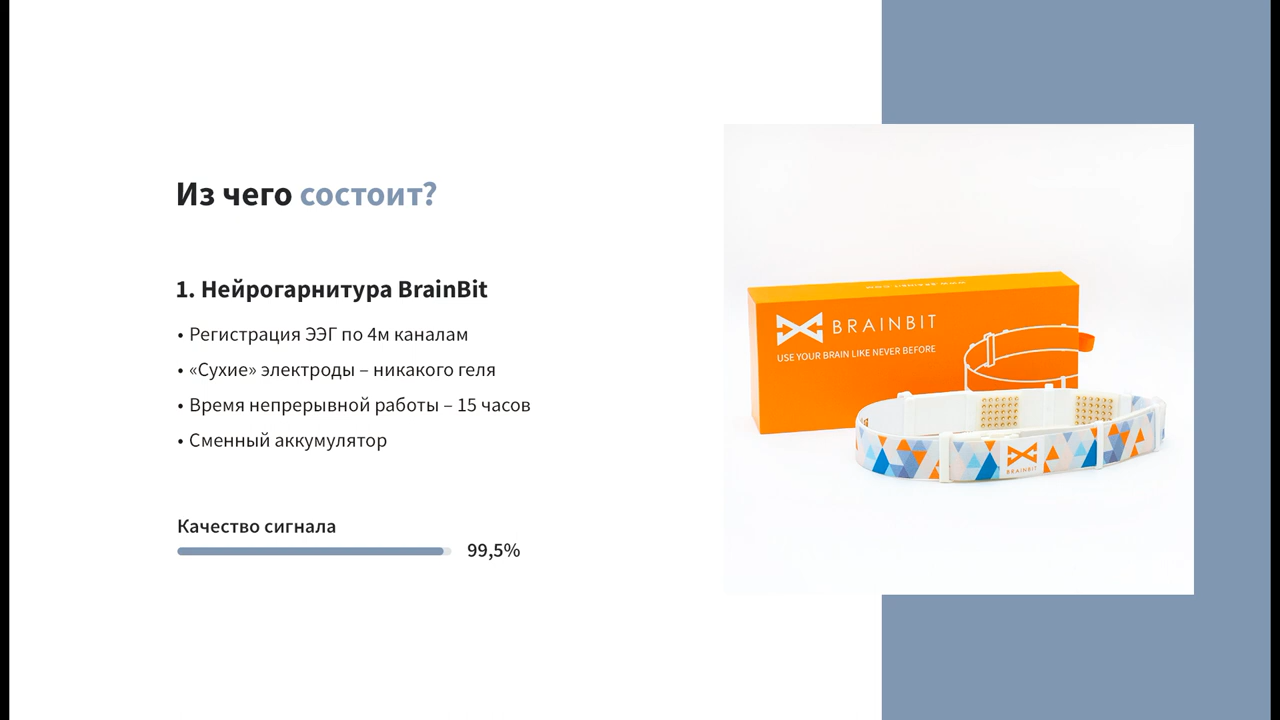 Из чего состоит?
1. Нейрогарнитура BrainBit
• Регистрация ЭЭГ по 4м каналам
• «Сухие» электроды – никакого геля
• Время непрерывной работы – 15 часов
• Сменный аккумулятор
Качество сигнала
99,5%
BRAINBIT
USE YOUR BRAIN LIKE NEVER BEFORE
BRAINBIT